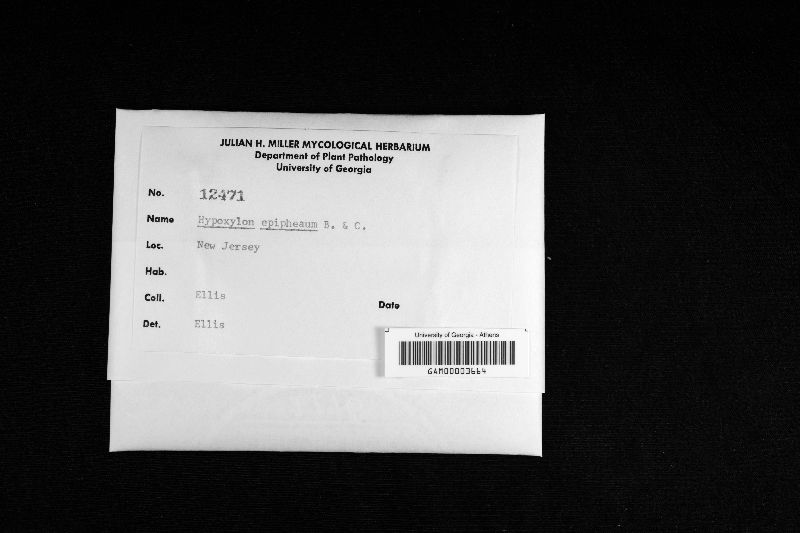 JULIAN H. MILLER MYCOLOGICAL HERBARIUM
Department of Plant Pathology
University of Georgia
No. 12471
Name Hypoxylon epiphaeum B. & C.
Loc. New Jersey
Hab.
Coll. Ellis
Date
Det. Ellis
University of Georgia - Athens
GAM00003664